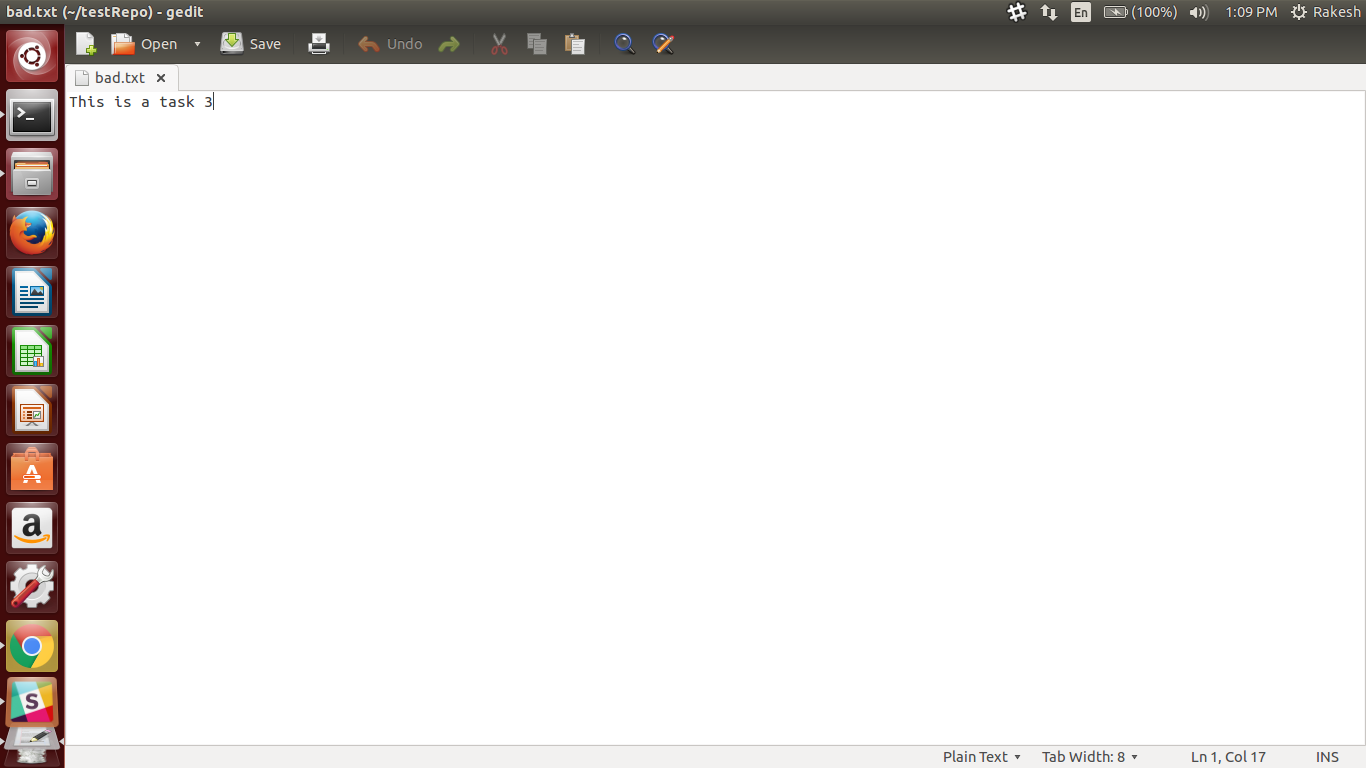 bad.txt (~/testRepo) - gedit
En (100%) 1:09 PM Rakesh
Open Save Undo
bad.txt
This is a task 3
Plain Text Tab Width: 8 Ln 1, Col 17 INS